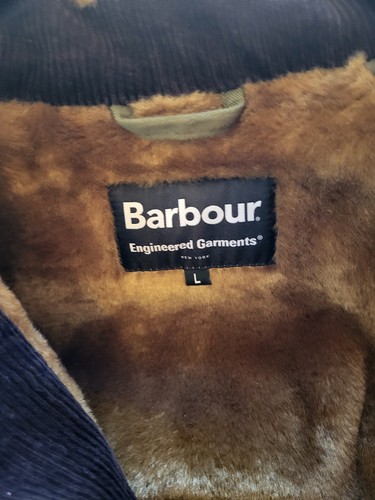 Barbour®
Engineered Garments®
NEW YORK
L